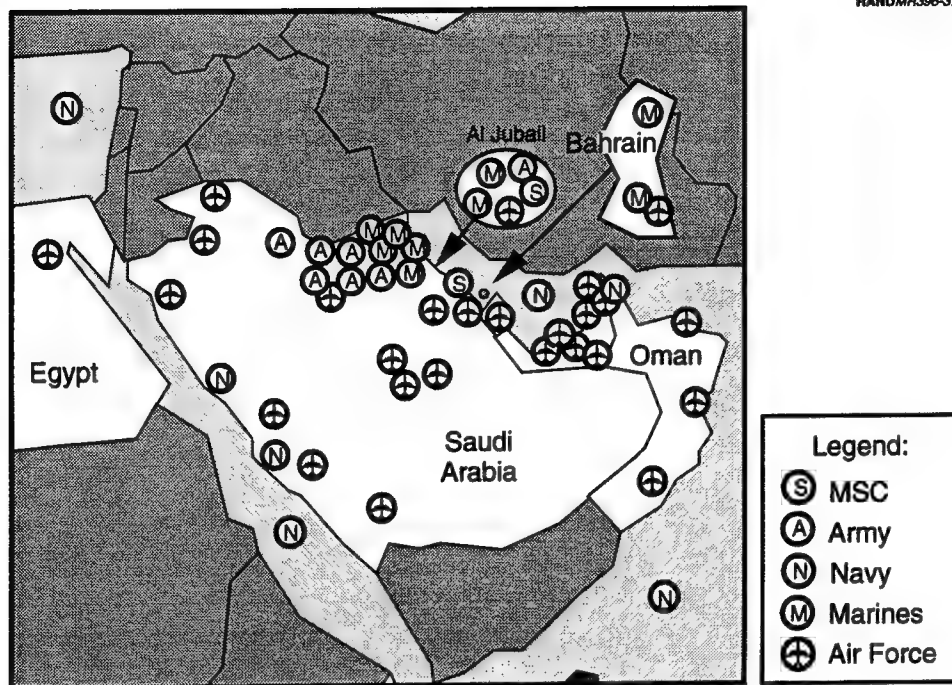 N
Al Jubail
M
A
M
S
Bahrain
M
M
A
A
A
M
M
M
M
A
A
A
M
S
N
N
Egypt
N
Oman
N
Saudi
Arabia
N
N
Legend:
S MSC
A Army
N Navy
M Marines
Air Force